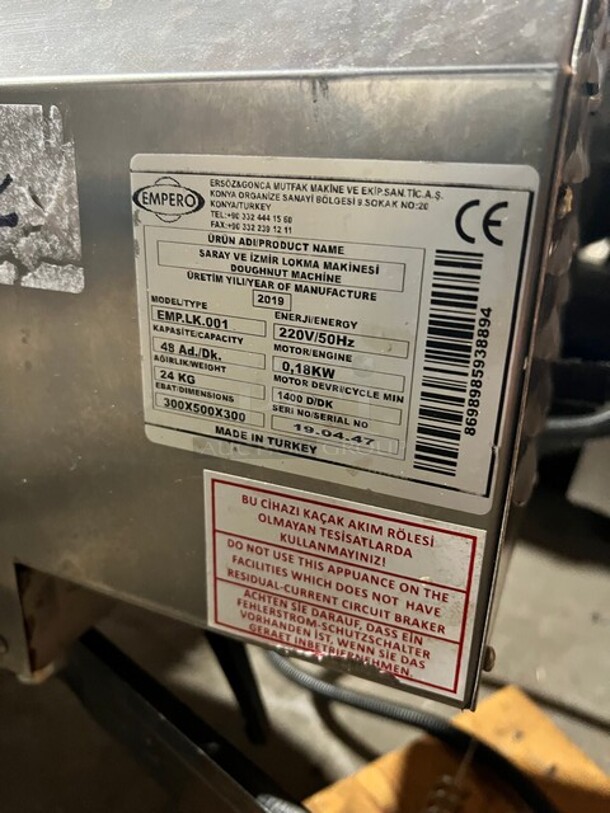 EMPERO
ERSÖZ&GONCA MUTFAK MAKİNE VE EKİP.SAN.TİC.A.Ş.
KONYA ORGANİZE SANAYİ BÖLGESİ 9.SOKAK NO:20
KONYA/TURKEY
TEL:+90 332 444 15 60
FAX:+90 332 239 12 11
CE
ÜRÜN ADI/PRODUCT NAME
SARAY VE İZMİR LOKMA MAKİNESİ
DOUGHNUT MACHINE
ÜRETİM YILI/YEAR OF MANUFACTURE
2019
MODEL/TYPE
EMP.LK.001
KAPASİTE/CAPACITY
48 Ad./Dk.
AĞIRLIK/WEIGHT
24 KG
EBAT/DIMENSIONS
300X500X300
ENERJİ/ENERGY
220V/50Hz
MOTOR/ENGINE
0,18KW
MOTOR DEVRI/CYCLE MIN
1400 D/DK
SERI NO/SERIAL NO
19.04.47
MADE IN TURKEY
8698985938894
BU CİHAZI KAÇAK AKIM RÖLESİ
OLMAYAN TESİSATLARDA
KULLANMAYINIZ!
DO NOT USE THIS APPLIANCE ON THE
FACILITIES WHICH DOES NOT HAVE
RESIDUAL-CURRENT CIRCUIT BRAKER
ACHTEN SİE DARAUF, DASS EIN
FEHLERSTROM-SCHUTZSCHALTER
VORHANDEN İST, WENN SİE DAS
GERAET INBETRIEFNEHMEN.